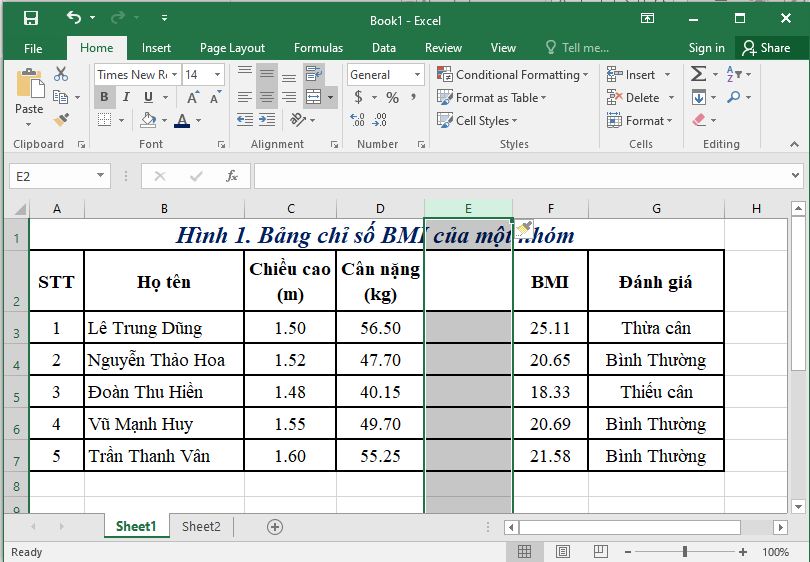 Book1 - Excel
File Home Insert Page Layout Formulas Data Review View Tell me... Sign in Share
Times New Ro 14 General Conditional Formatting Insert
Paste B I U $ % , Format as Table Delete
Cell Styles Format
Clipboard Font Alignment Number Styles Cells Editing
E2 fx
A B C D E F G H
1 Hình 1. Bảng chỉ số BMI của một nhóm
2 STT Họ tên Chiều cao (m) Cân nặng (kg) BMI Đánh giá
3 1 Lê Trung Dũng 1.50 56.50 25.11 Thừa cân
4 2 Nguyễn Thảo Hoa 1.52 47.70 20.65 Bình Thường
5 3 Đoàn Thu Hiền 1.48 40.15 18.33 Thiếu cân
6 4 Vũ Mạnh Huy 1.55 49.70 20.69 Bình Thường
7 5 Trần Thanh Vân 1.60 55.25 21.58 Bình Thường
8
9
Sheet1 Sheet2
Ready 100%